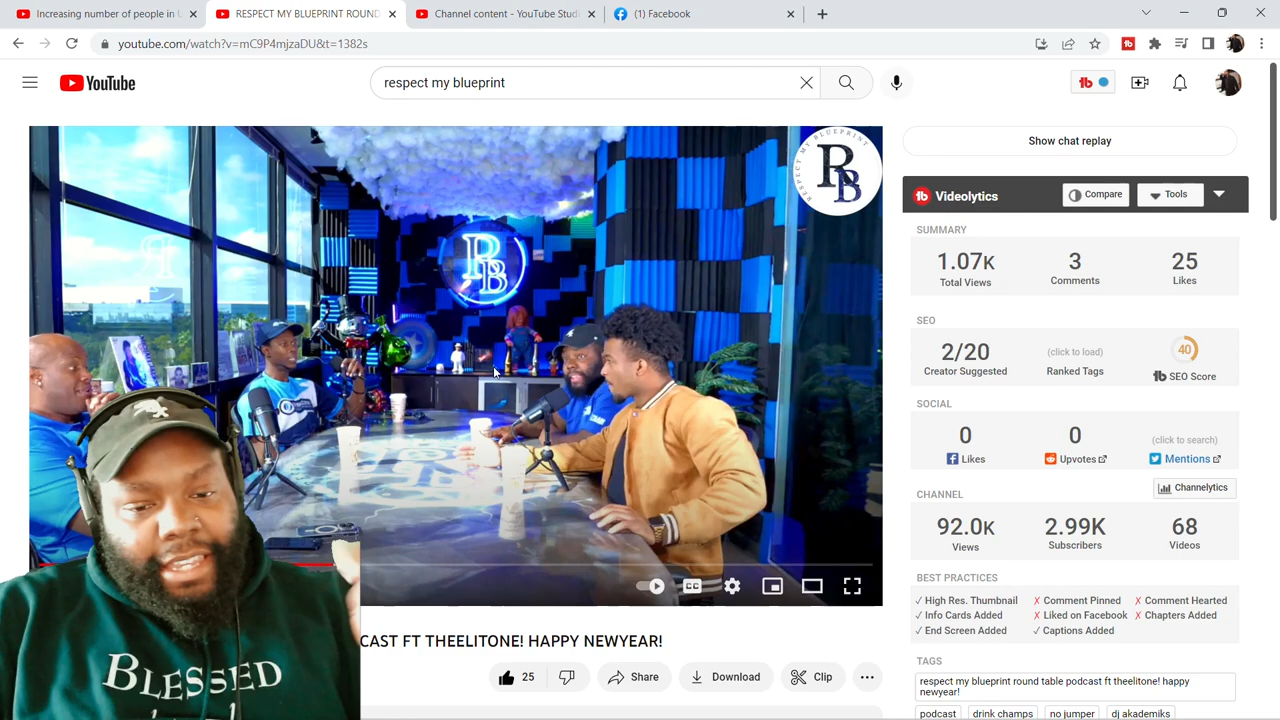 Increasing number of people in
RESPECT MY BLUEPRINT ROUND
Channel content - YouTube Stud
(1) Facebook
youtube.com/watch?v=mC9P4mjzaDU&t=1382s
YouTube
respect my blueprint
Show chat replay
RESPECT MY BLUEPRINT
RB
RB
Videolytics
Compare
Tools
SUMMARY
1.07K
3
25
Total Views
Comments
Likes
SEO
2/20
(click to load)
40
Creator Suggested
Ranked Tags
SEO Score
SOCIAL
0
0
(click to search)
Likes
Upvotes
Mentions
Channelytics
CHANNEL
92.0K
2.99K
68
Views
Subscribers
Videos
BEST PRACTICES
✓ High Res. Thumbnail
✗ Comment Pinned
✗ Comment Hearted
✓ Info Cards Added
✗ Liked on Facebook
✗ Chapters Added
✓ End Screen Added
✓ Captions Added
TAGS
respect my blueprint round table podcast ft theelitone! happy
newyear!
podcast
drink champs
no jumper
dj akademiks
CC
CAST FT THEELITONE! HAPPY NEWYEAR!
25
Share
Download
Clip
BLESSED